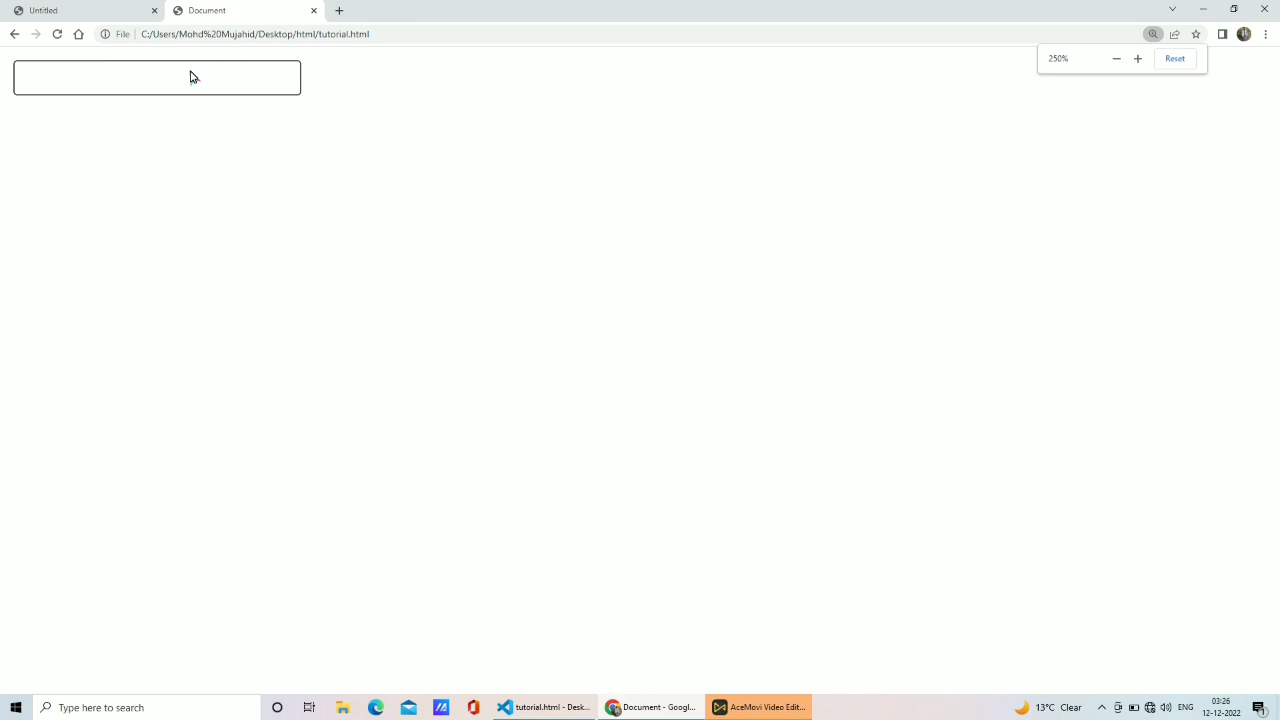 Untitled
Document
File
C:/Users/Mohd%20Mujahid/Desktop/html/tutorial.html
250%
Reset
Type here to search
tutorial.html - Desk...
Document - Googl...
AceMovi Video Edit...
13°C Clear
ENG
03:26
12-12-2022
1